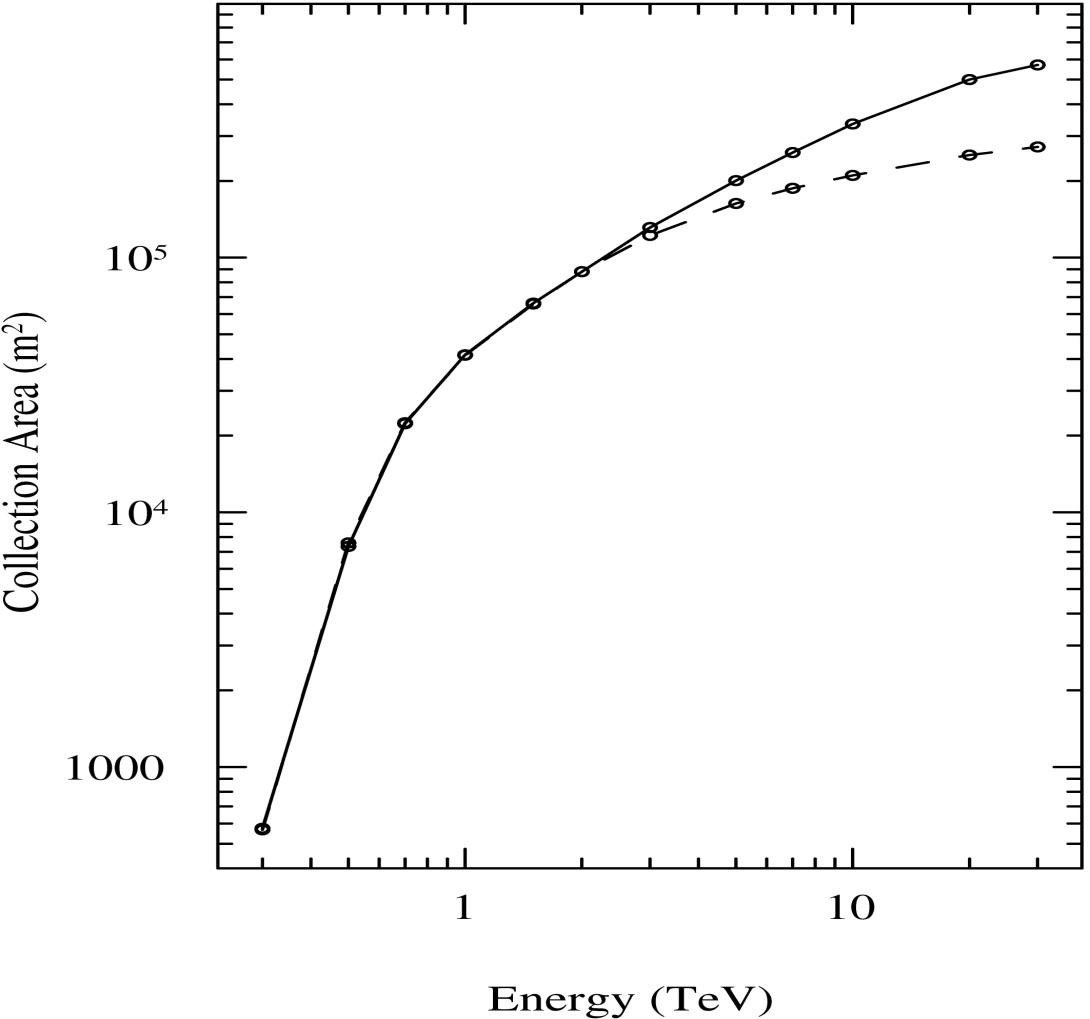 Collection Area (m²)
10⁵
10⁴
1000
1 10
Energy (TeV)